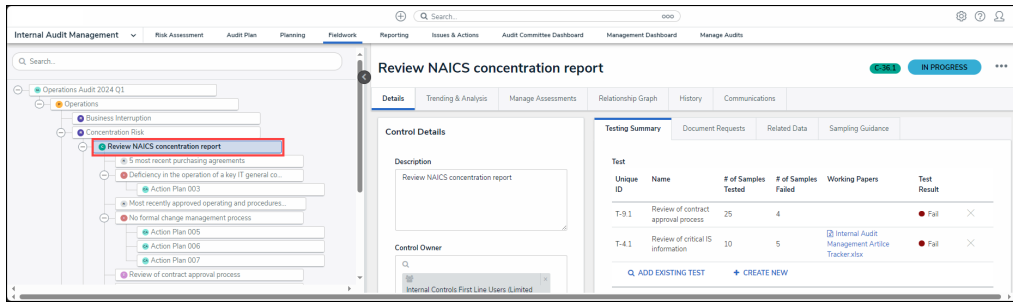 Search...
ooo
Internal Audit Management
Risk Assessment
Audit Plan
Planning
Fieldwork
Reporting
Issues & Actions
Audit Committee Dashboard
Management Dashboard
Manage Audits
Search...
Operations Audit 2024 Q1
Operations
Business Interruption
Concentration Risk
Review NAICS concentration report
5 most recent purchasing agreements
Deficiency in the operation of a key IT general co...
Action Plan 003
Most recently approved operating and procedures...
No formal change management process
Action Plan 005
Action Plan 006
Action Plan 007
Review of contract approval process
Review NAICS concentration report
C-36.1
IN PROGRESS
Details
Trending & Analysis
Manage Assessments
Relationship Graph
History
Communications
Control Details
Description
Review NAICS concentration report
Control Owner
Internal Controls First Line Users (Limited
Testing Summary
Document Requests
Related Data
Sampling Guidance
Test
Unique ID
Name
# of Samples Tested
# of Samples Failed
Working Papers
Test Result
T-9.1
Review of contract
approval process
25
4
Fail
T-4.1
Review of critical IS
information
10
5
Internal Audit
Management Artilce
Tracker.xlsx
Fail
ADD EXISTING TEST
+ CREATE NEW